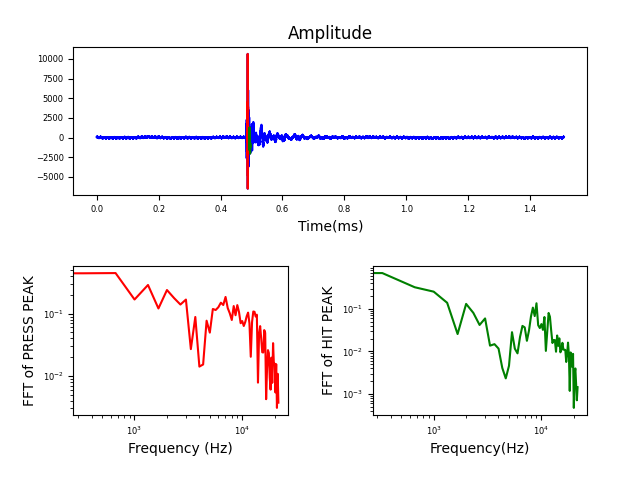 Amplitude
10000
7500
5000
2500
0
−2500
−5000
0.0 0.2 0.4 0.6 0.8 1.0 1.2 1.4
Time(ms)
FFT of PRESS PEAK
10⁻¹
10⁻²
10³ 10⁴
Frequency (Hz)
FFT of HIT PEAK
10⁻¹
10⁻²
10⁻³
10³ 10⁴
Frequency(Hz)